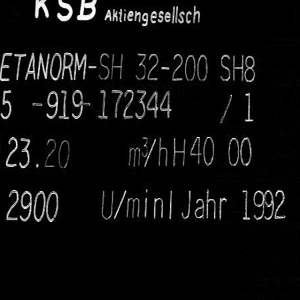 KSB Aktiengesellsch
ETANORM-SH 32-200 SH8
5 -919-172344 / 1
23.20 m³/h H 40 00
2900 U/min Jahr 1992